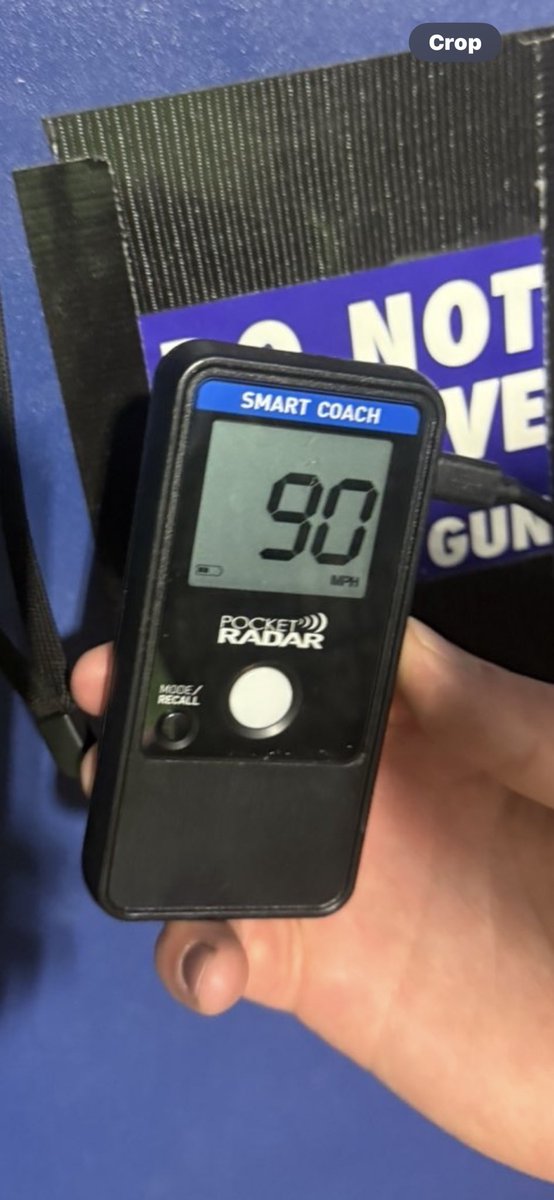 Crop
NOT
VE
GUN
SMART COACH
90
MPH
POCKET
RADAR
MODE/
RECALL